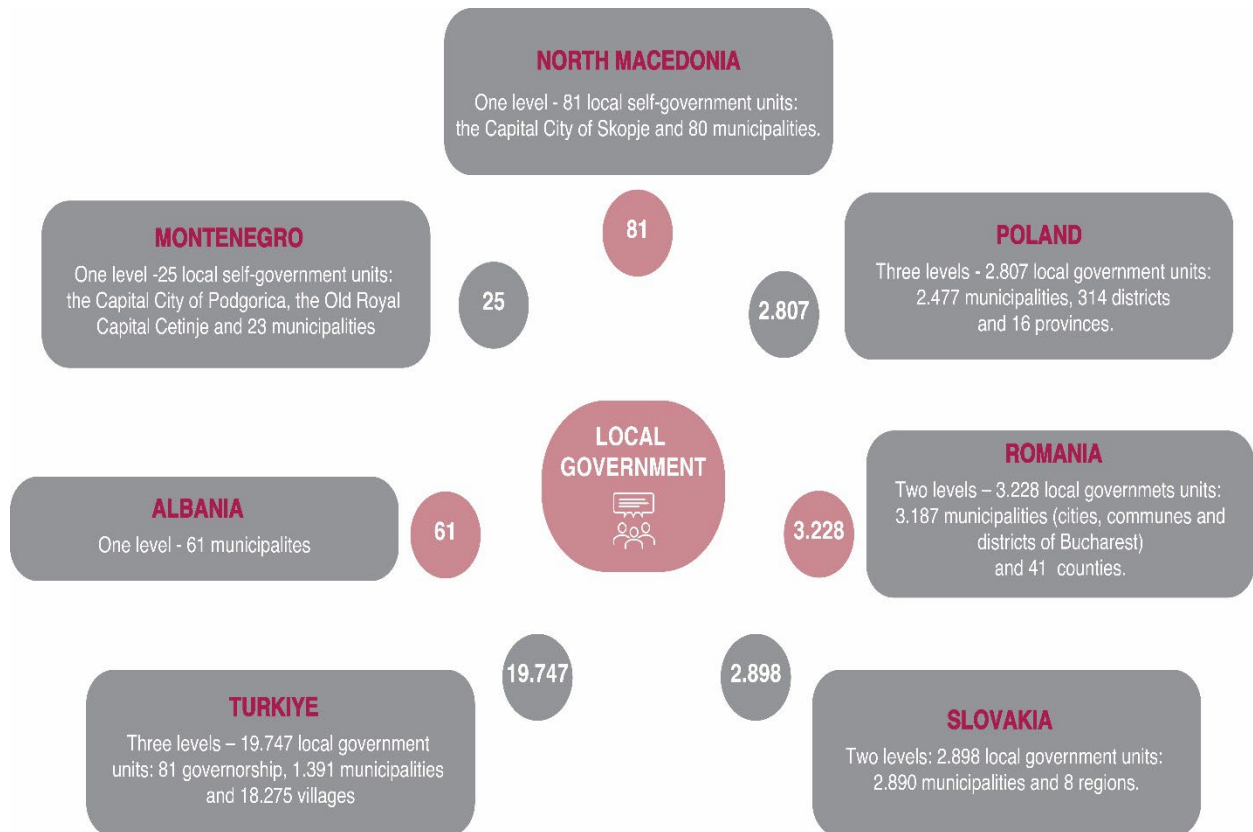 NORTH MACEDONIA
One level - 81 local self-government units:
the Capital City of Skopje and 80 municipalities.
81
MONTENEGRO
One level -25 local self-government units:
the Capital City of Podgorica, the Old Royal
Capital Cetinje and 23 municipalities
25
POLAND
Three levels - 2.807 local government units:
2.477 municipalities, 314 districts
and 16 provinces.
2.807
LOCAL
GOVERNMENT
ALBANIA
One level - 61 municipalites
61
ROMANIA
Two levels – 3.228 local governmets units:
3.187 municipalities (cities, communes and
districts of Bucharest)
and 41 counties.
3.228
TURKIYE
Three levels – 19.747 local government
units: 81 governorship, 1.391 municipalities
and 18.275 villages
19.747
SLOVAKIA
Two levels: 2.898 local government units:
2.890 municipalities and 8 regions.
2.898